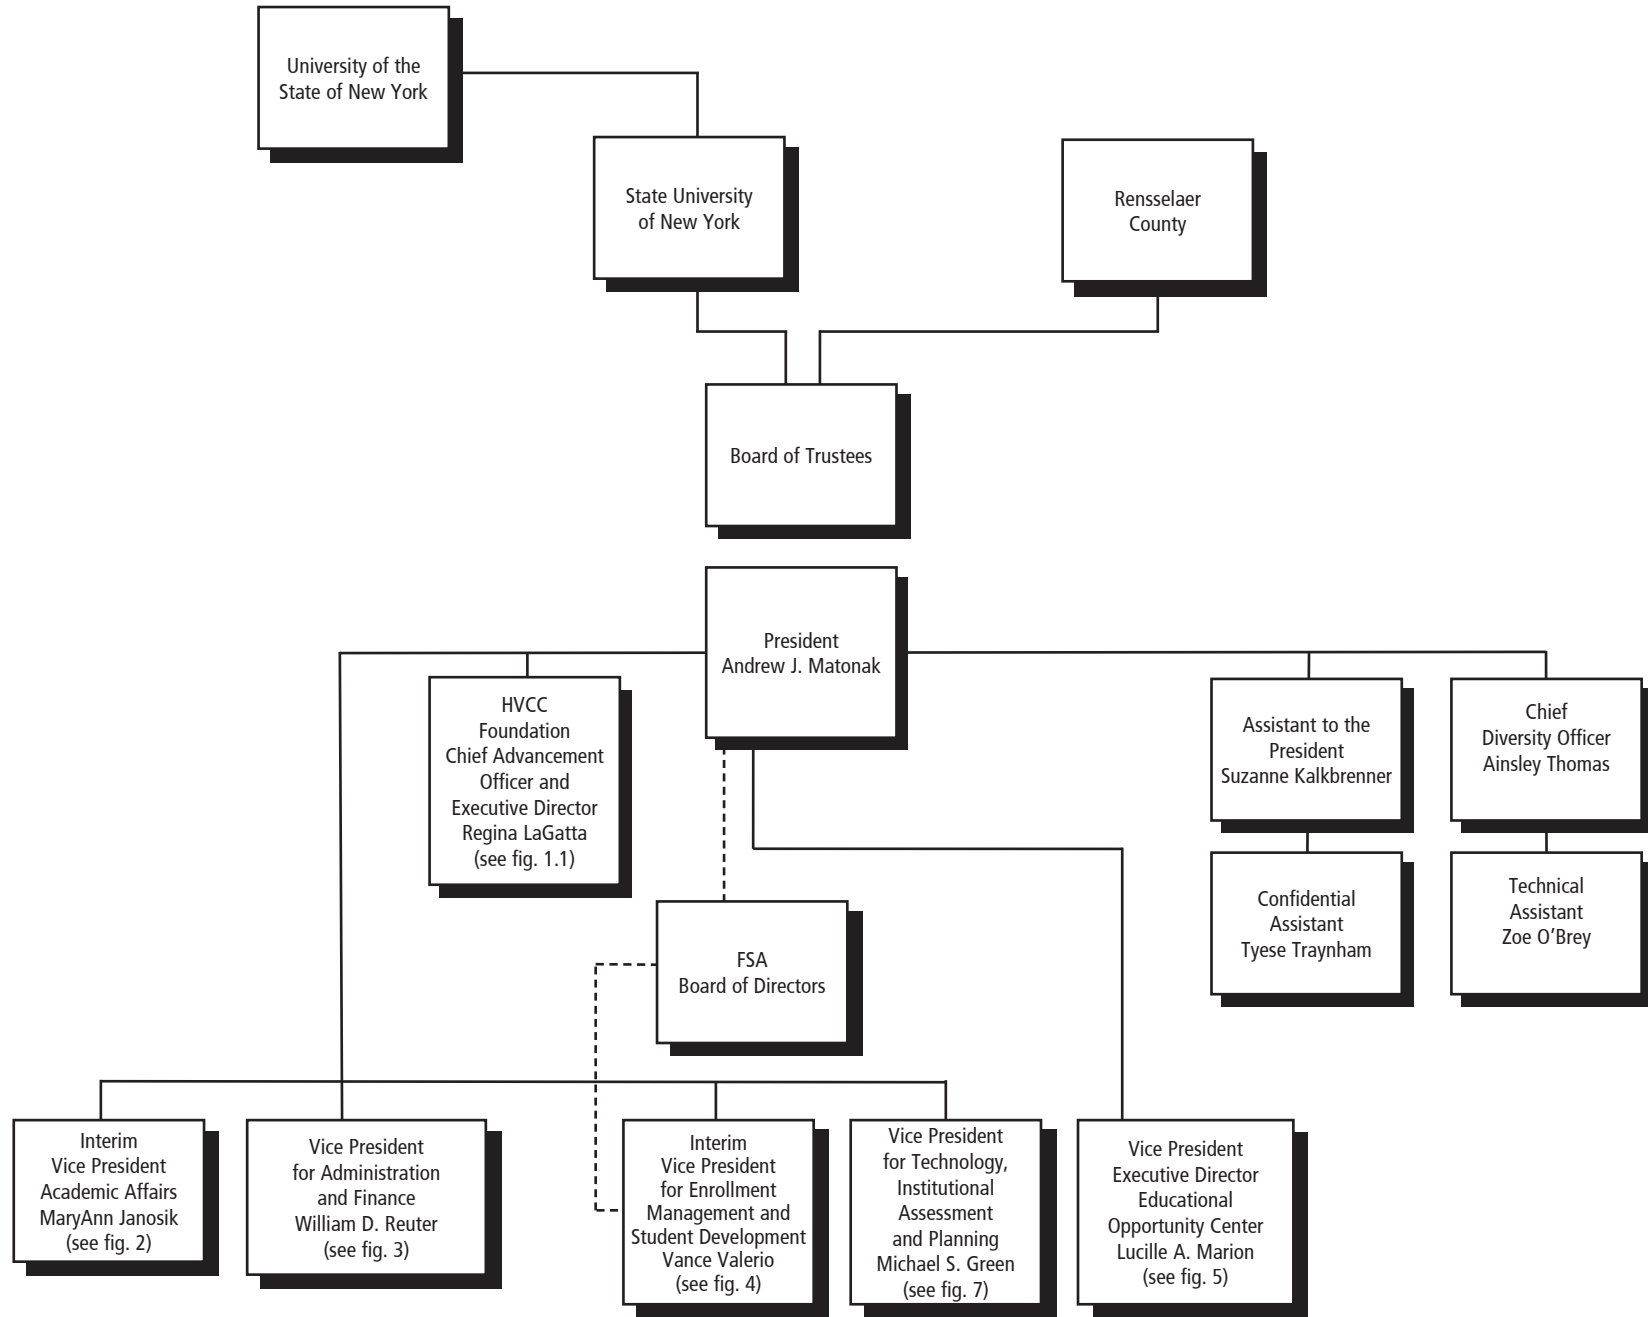 University of the
State of New York
State University
of New York
Rensselaer
County
Board of Trustees
President
Andrew J. Matonak
HVCC
Foundation
Chief Advancement
Officer and
Executive Director
Regina LaGatta
(see fig. 1.1)
Assistant to the
President
Suzanne Kalkbrenner
Chief
Diversity Officer
Ainsley Thomas
Confidential
Assistant
Tyese Traynham
Technical
Assistant
Zoe O’Brey
FSA
Board of Directors
Interim
Vice President
Academic Affairs
MaryAnn Janosik
(see fig. 2)
Vice President
for Administration
and Finance
William D. Reuter
(see fig. 3)
Interim
Vice President
for Enrollment
Management and
Student Development
Vance Valerio
(see fig. 4)
Vice President
for Technology,
Institutional
Assessment
and Planning
Michael S. Green
(see fig. 7)
Vice President
Executive Director
Educational
Opportunity Center
Lucille A. Marion
(see fig. 5)